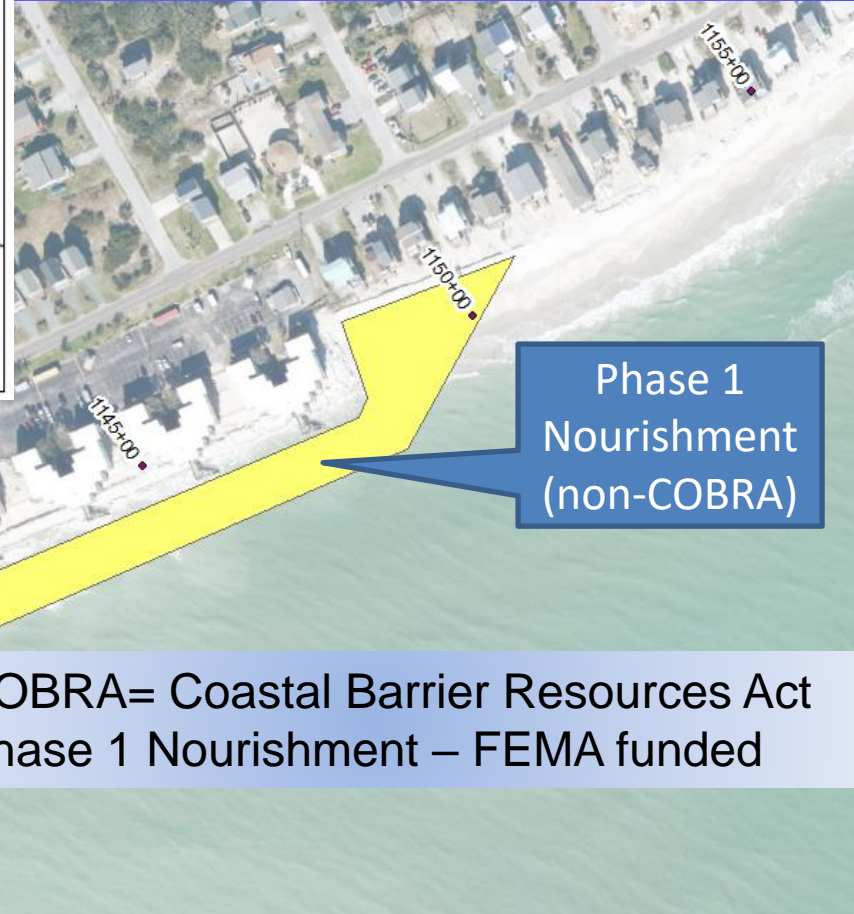 1155+00
1150+00
1145+00
Phase 1
Nourishment
(non-COBRA)
OBRA= Coastal Barrier Resources Act
hase 1 Nourishment – FEMA funded